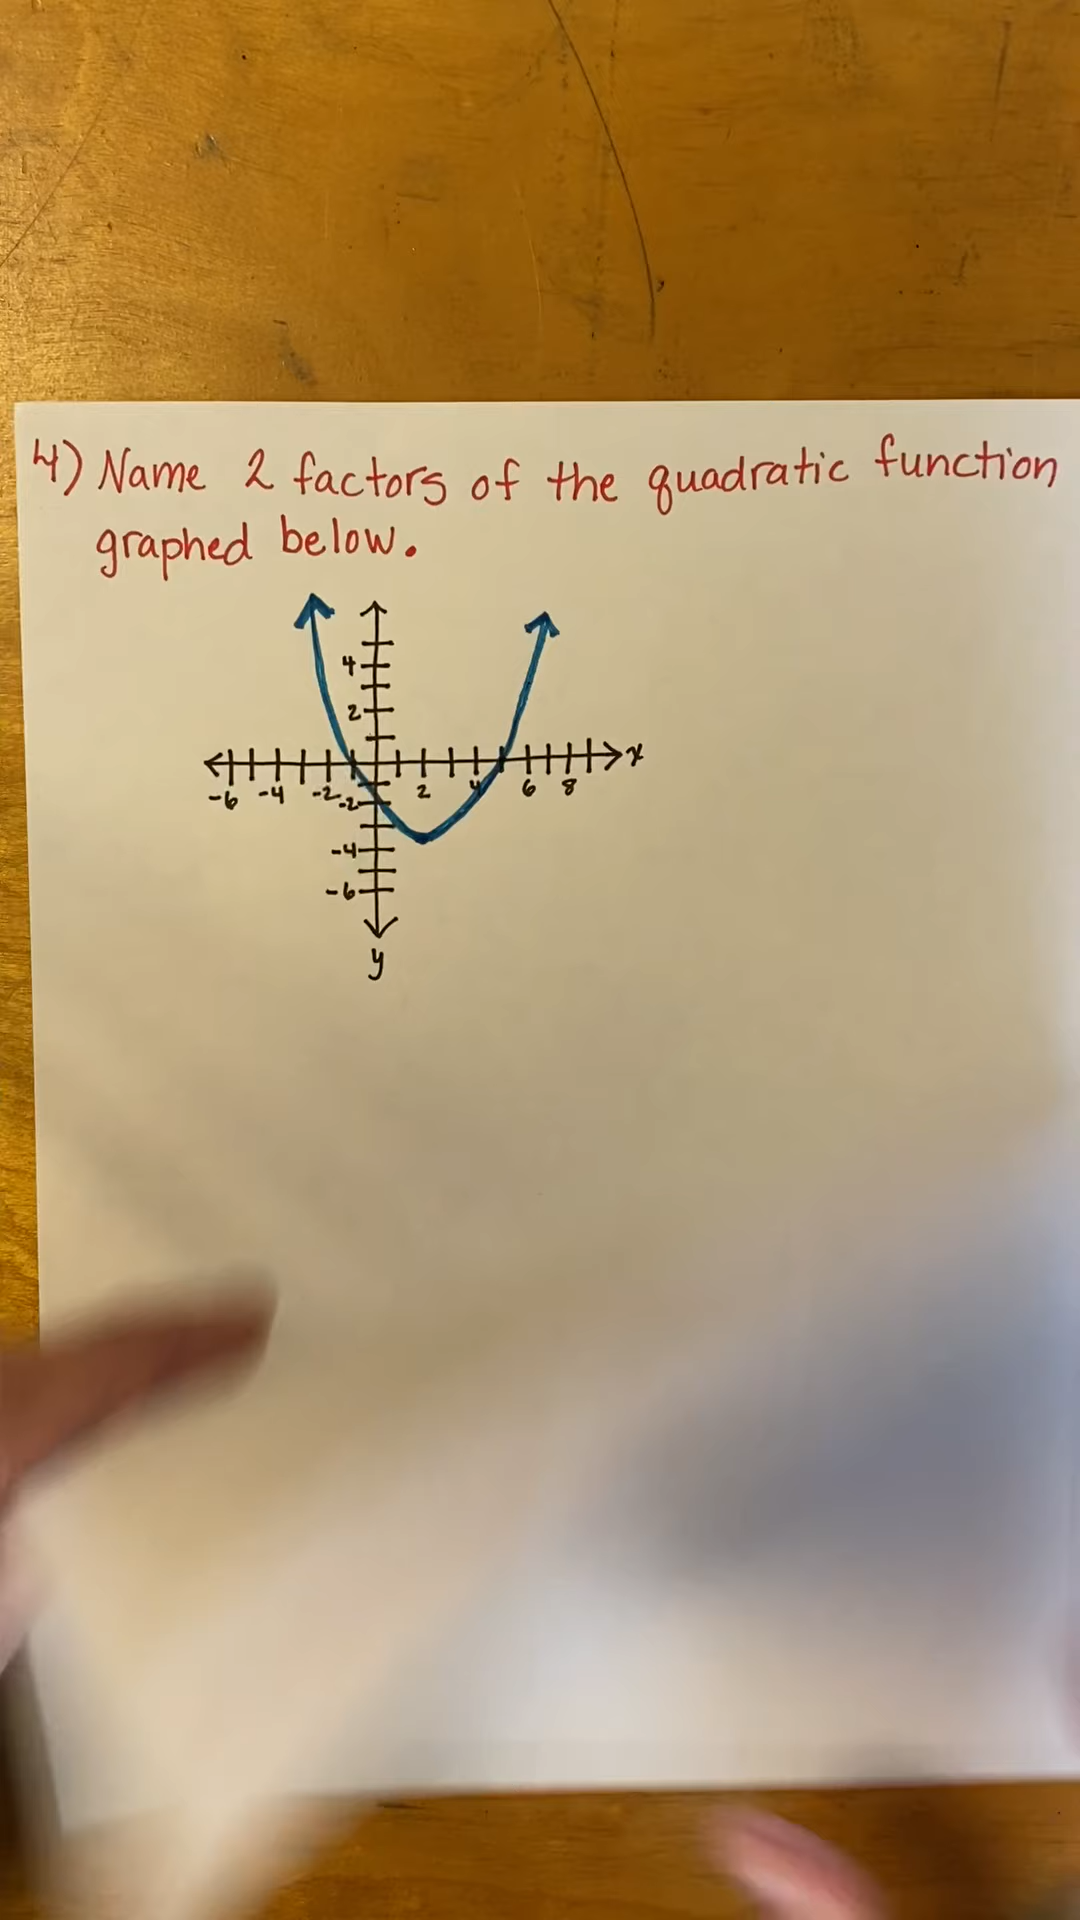 4) Name 2 factors of the quadratic function
graphed below.
4
2
x
-6 -4 -2 2 4 6 8
-2
-4
-6
y